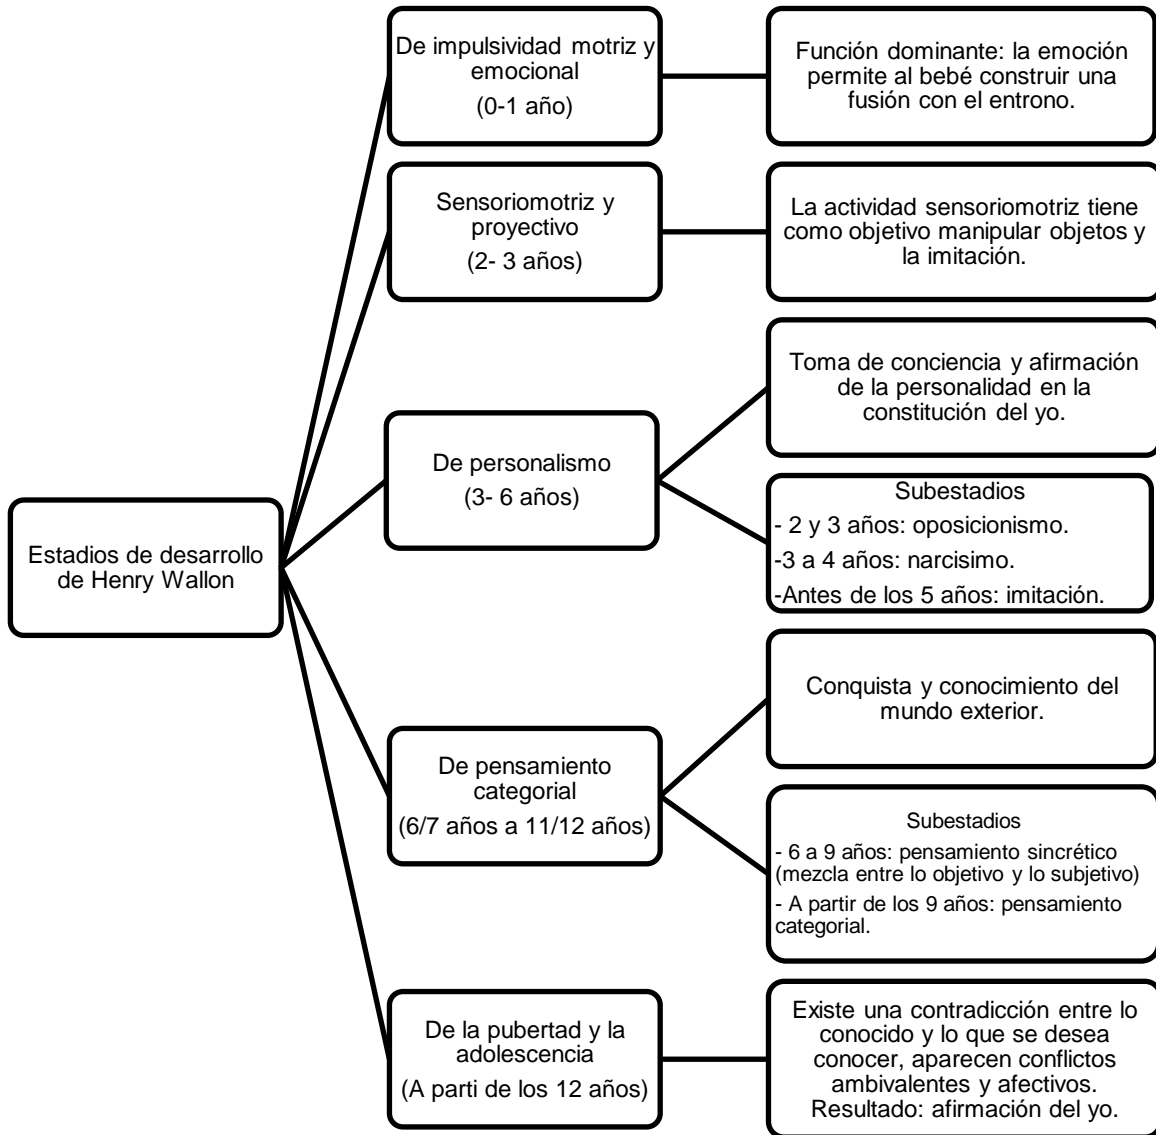 De impulsividad motriz y
emocional
(0-1 año)
Función dominante: la emoción
permite al bebé construir una
fusión con el entrono.
Sensoriomotriz y
proyectivo
(2- 3 años)
La actividad sensoriomotriz tiene
como objetivo manipular objetos y
la imitación.
De personalismo
(3- 6 años)
Toma de conciencia y afirmación
de la personalidad en la
constitución del yo.
Subestadios
- 2 y 3 años: oposicionismo.
-3 a 4 años: narcisimo.
-Antes de los 5 años: imitación.
Estadios de desarrollo
de Henry Wallon
De pensamiento
categorial
(6/7 años a 11/12 años)
Conquista y conocimiento del
mundo exterior.
Subestadios
- 6 a 9 años: pensamiento sincrético
(mezcla entre lo objetivo y lo subjetivo)
- A partir de los 9 años: pensamiento
categorial.
De la pubertad y la
adolescencia
(A parti de los 12 años)
Existe una contradicción entre lo
conocido y lo que se desea
conocer, aparecen conflictos
ambivalentes y afectivos.
Resultado: afirmación del yo.